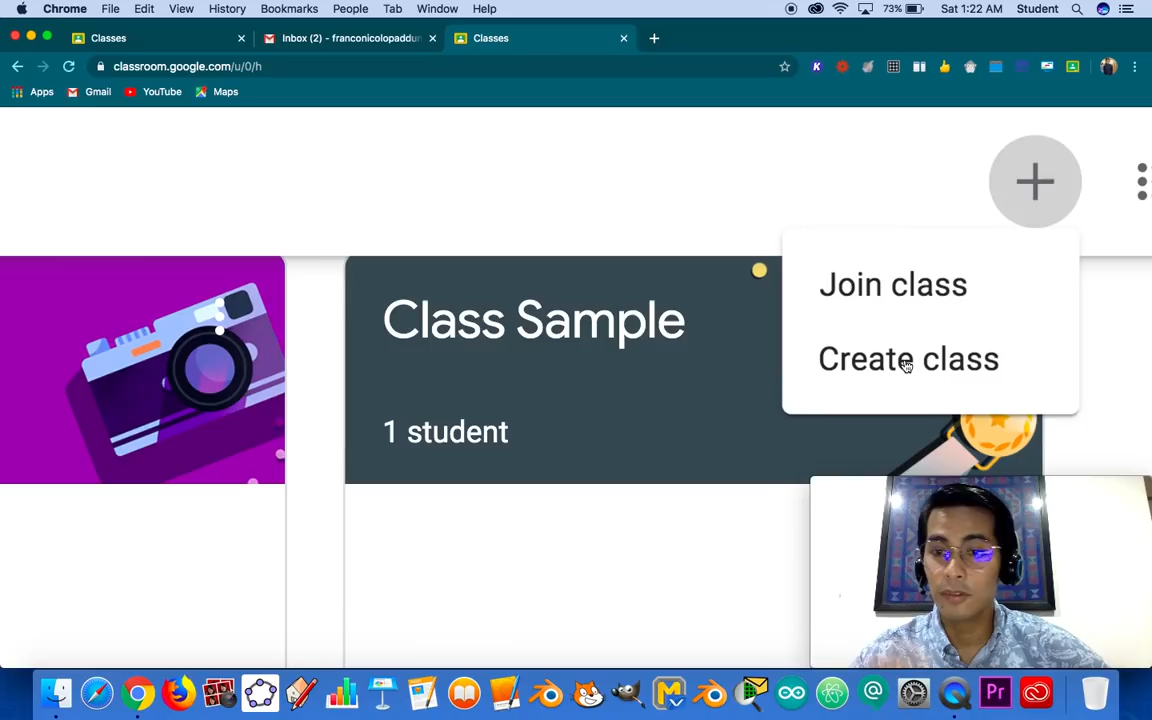 Chrome File Edit View History Bookmarks People Tab Window Help 73% Sat 1:22 AM Student
Classes Inbox (2) - franconicolopaddun Classes
classroom.google.com/u/0/h
Apps Gmail YouTube Maps
Join class
Class Sample
Create class
1 student